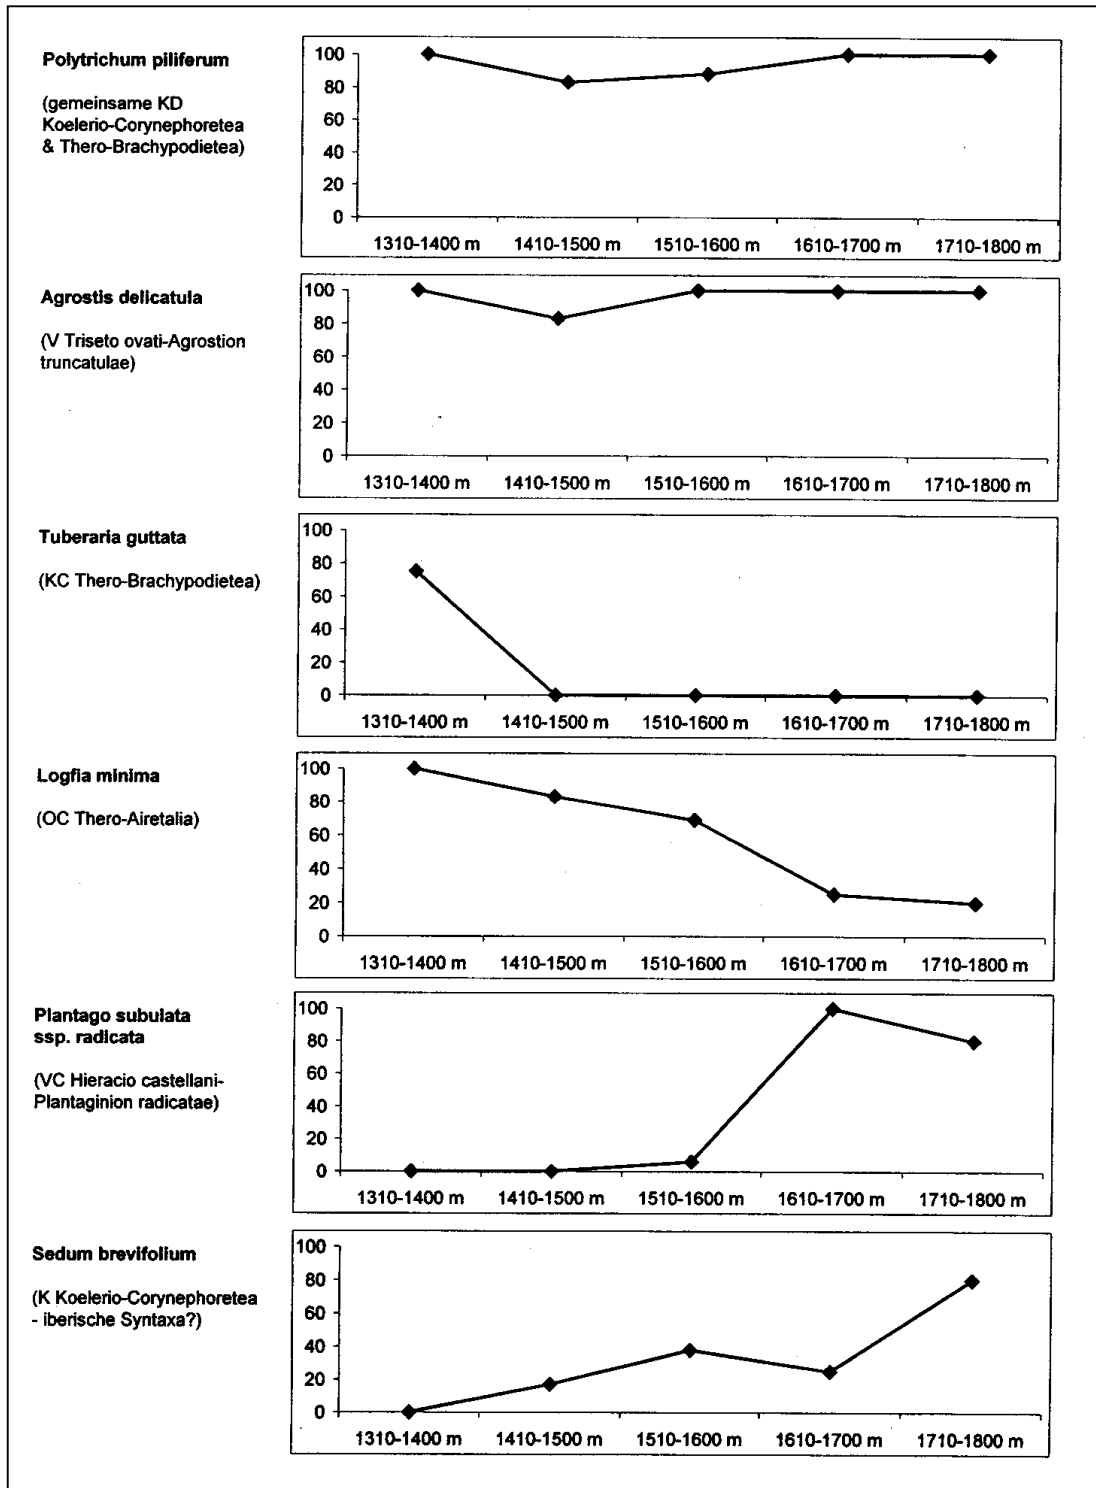 Polytrichum piliferum
(gemeinsame KD
Koelerio-Corynephoretea
& Thero-Brachypodietea)
100
80
60
40
20
0
1310-1400 m 1410-1500 m 1510-1600 m 1610-1700 m 1710-1800 m
Agrostis delicatula
(V Triseto ovati-Agrostion
truncatulae)
100
80
60
40
20
0
1310-1400 m 1410-1500 m 1510-1600 m 1610-1700 m 1710-1800 m
Tuberaria guttata
(KC Thero-Brachypodietea)
100
80
60
40
20
0
1310-1400 m 1410-1500 m 1510-1600 m 1610-1700 m 1710-1800 m
Logfia minima
(OC Thero-Airetalia)
100
80
60
40
20
0
1310-1400 m 1410-1500 m 1510-1600 m 1610-1700 m 1710-1800 m
Plantago subulata
ssp. radicata
(VC Hieracio castellani-
Plantaginion radicatae)
100
80
60
40
20
0
1310-1400 m 1410-1500 m 1510-1600 m 1610-1700 m 1710-1800 m
Sedum brevifolium
(K Koelerio-Corynephoretea
- iberische Syntaxa?)
100
80
60
40
20
0
1310-1400 m 1410-1500 m 1510-1600 m 1610-1700 m 1710-1800 m